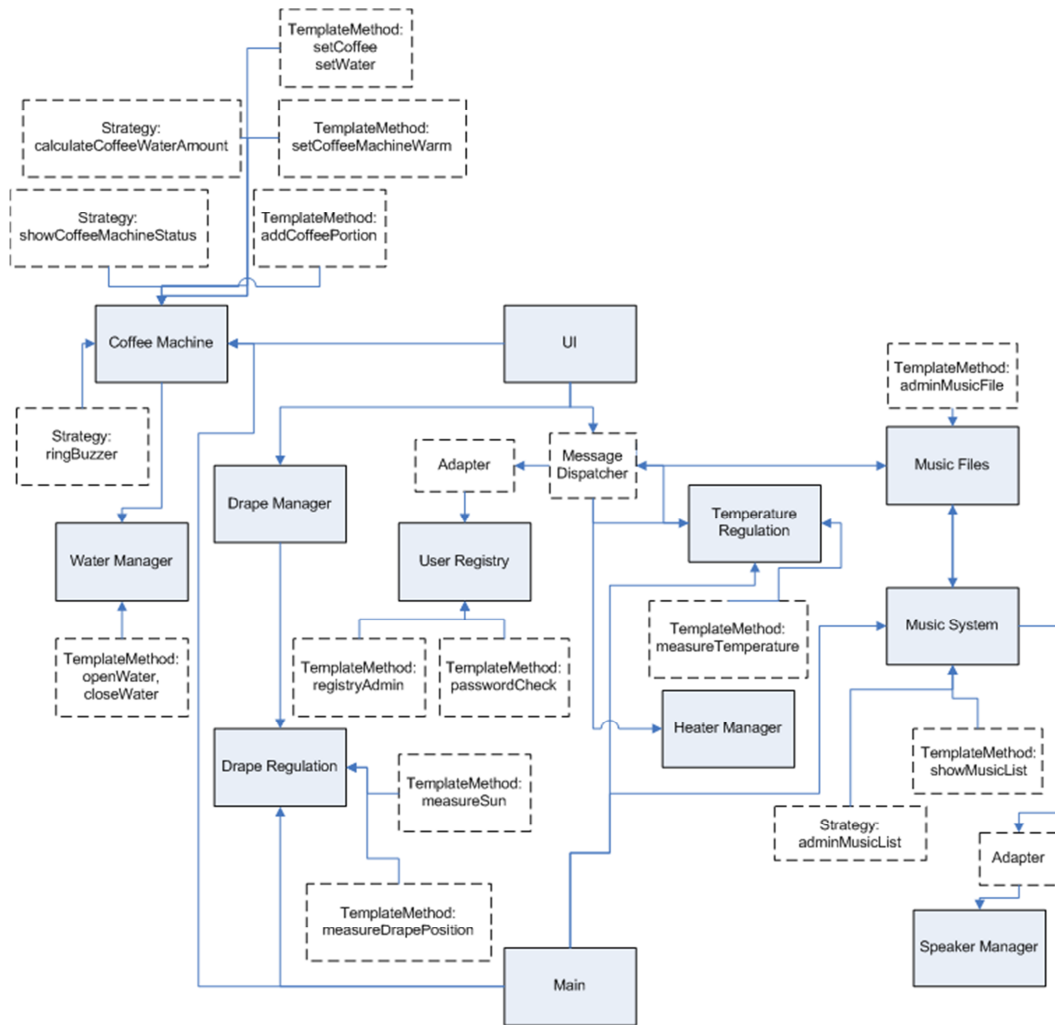 TemplateMethod:
setCoffee
setWater
Strategy:
calculateCoffeeWaterAmount
TemplateMethod:
setCoffeeMachineWarm
Strategy:
showCoffeeMachineStatus
TemplateMethod:
addCoffeePortion
Coffee Machine
UI
TemplateMethod:
adminMusicFile
Strategy:
ringBuzzer
Adapter
Message
Dispatcher
Music Files
Drape Manager
Temperature
Regulation
Water Manager
User Registry
Music System
TemplateMethod:
openWater,
closeWater
TemplateMethod:
registryAdmin
TemplateMethod:
passwordCheck
TemplateMethod:
measureTemperature
Heater Manager
Drape Regulation
TemplateMethod:
measureSun
TemplateMethod:
showMusicList
Strategy:
adminMusicList
Adapter
TemplateMethod:
measureDrapePosition
Speaker Manager
Main